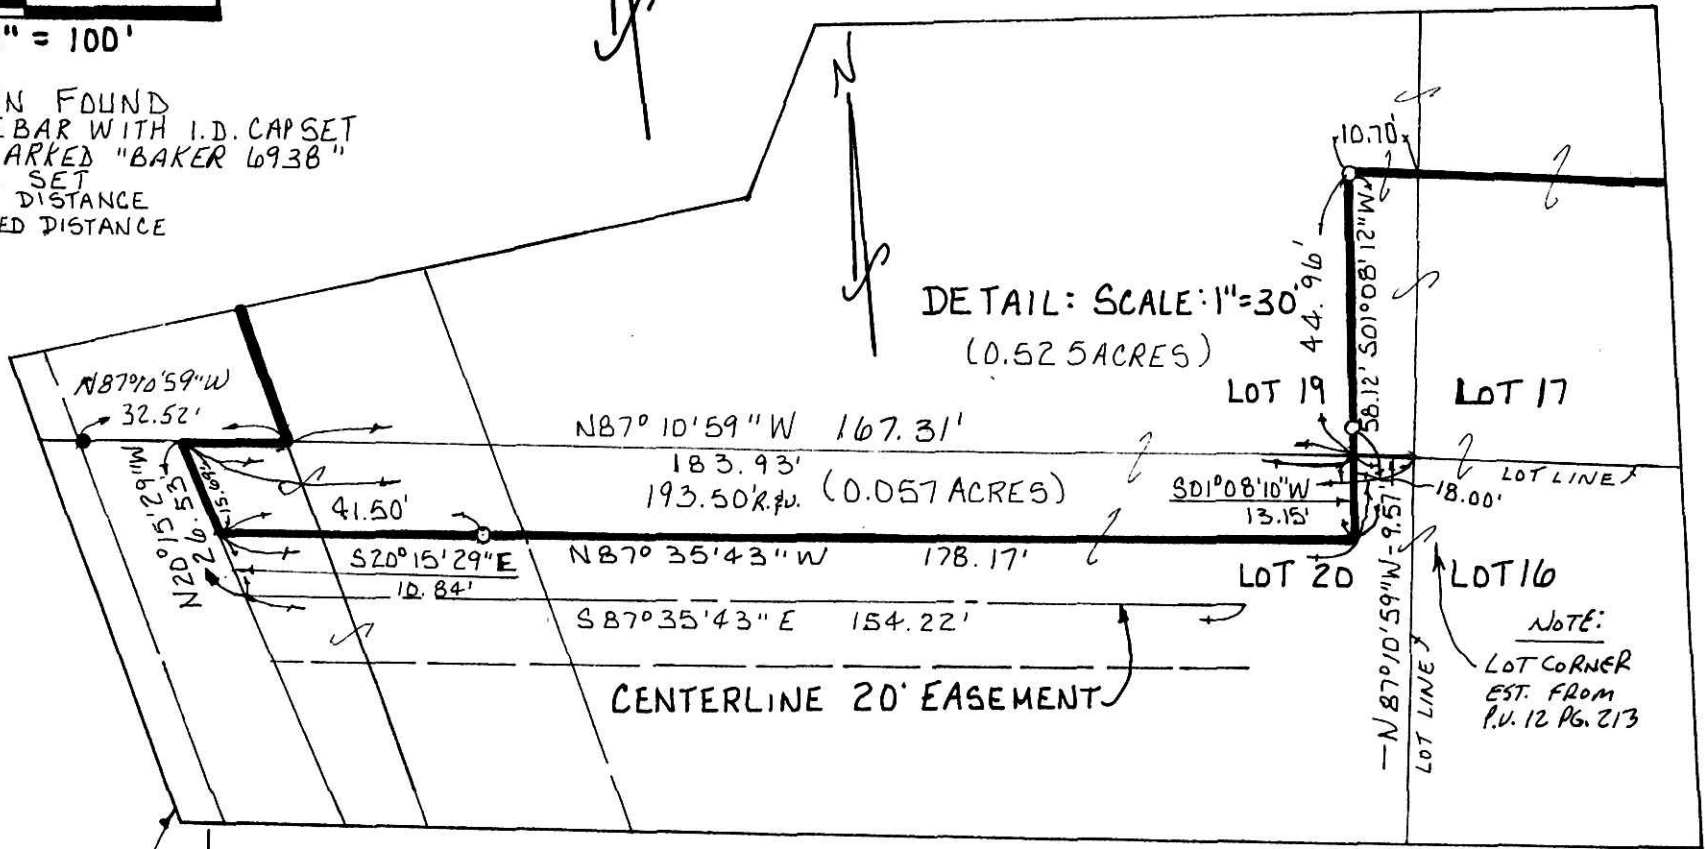 " = 100'
N FOUND
EBAR WITH I.D. CAP SET
ARKED "BAKER 6938"
SET
DISTANCE
ED DISTANCE
N
10.70'
DETAIL: SCALE: 1"=30'
(0.525 ACRES)
44.96'
58.12' S01°08'12"W
LOT 19
LOT 17
N87°10'59"W
32.52'
N87°10'59"W 167.31'
183.93'
193.50' R.&U. (0.057 ACRES)
S01°08'10"W
13.15'
18.00'
LOT LINE
N20°15'29"W
26.53'
15.69'
41.50'
S20°15'29"E
10.84'
N87°35'43"W 178.17'
LOT 20
LOT 16
S87°35'43"E 154.22'
N87°10'59"W-9.57'
LOT LINE
CENTERLINE 20' EASEMENT
NOTE:
LOT CORNER
EST. FROM
P.V. 12 PG. 213